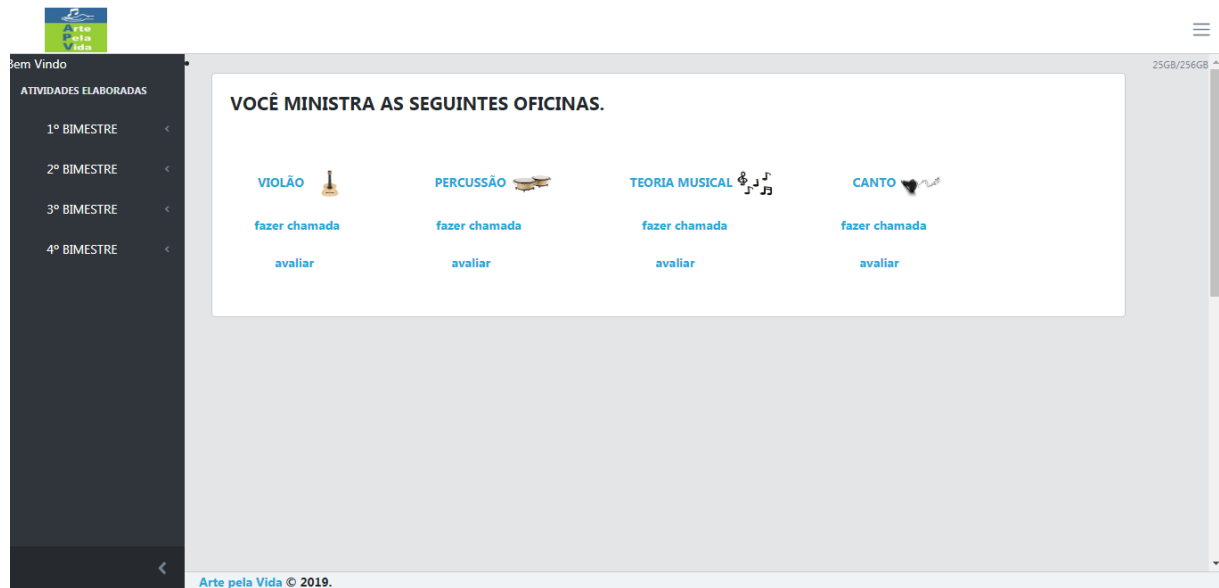 Arte
Pela
Vida
Bem Vindo
25GB/256GB
ATIVIDADES ELABORADAS
1º BIMESTRE
2º BIMESTRE
3º BIMESTRE
4º BIMESTRE
VOCÊ MINISTRA AS SEGUINTES OFICINAS.
VIOLÃO PERCUSSÃO TEORIA MUSICAL CANTO
fazer chamada fazer chamada fazer chamada fazer chamada
avaliar avaliar avaliar avaliar
Arte pela Vida © 2019.